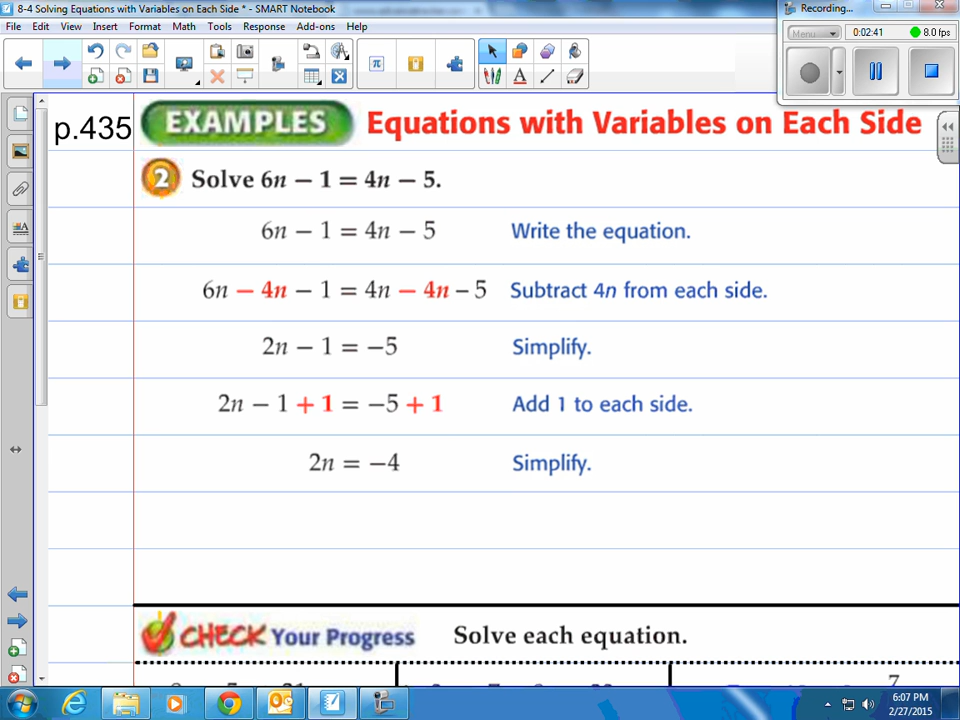 8-4 Solving Equations with Variables on Each Side * - SMART Notebook
Recording...
File Edit View Insert Format Math Tools Response Add-ons Help
Menu 0:02:41 8.0 fps
p.435 EXAMPLES Equations with Variables on Each Side
2 Solve 6n − 1 = 4n − 5.
6n − 1 = 4n − 5 Write the equation.
6n − 4n − 1 = 4n − 4n − 5 Subtract 4n from each side.
2n − 1 = −5 Simplify.
2n − 1 + 1 = −5 + 1 Add 1 to each side.
2n = −4 Simplify.
CHECK Your Progress Solve each equation.
7
6:07 PM
2/27/2015